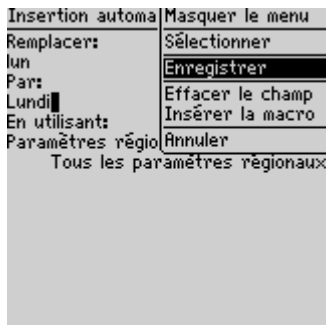 Insertion automa
Remplacer:
lun
Par:
Lundi
En utilisant:
Paramètres régio
Tous les paramètres régionaux
Masquer le menu
Sélectionner
Enregistrer
Effacer le champ
Insérer la macro
Annuler